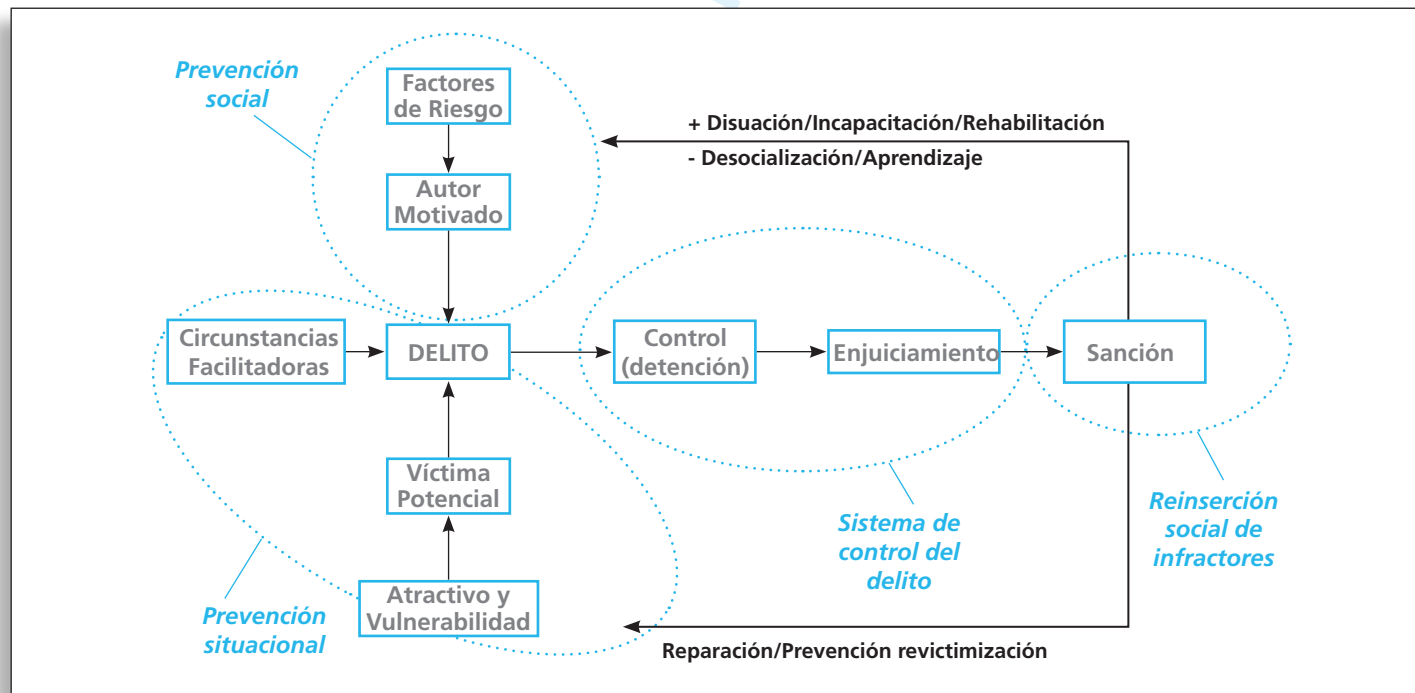 Prevención
social
Factores
de Riesgo
+ Disuación/Incapacitación/Rehabilitación
- Desocialización/Aprendizaje
Autor
Motivado
Circunstancias
Facilitadoras
DELITO
Control
(detención)
Enjuiciamiento
Sanción
Víctima
Potencial
Sistema de
control del
delito
Reinserción
social de
infractores
Atractivo y
Vulnerabilidad
Prevención
situacional
Reparación/Prevención revictimización